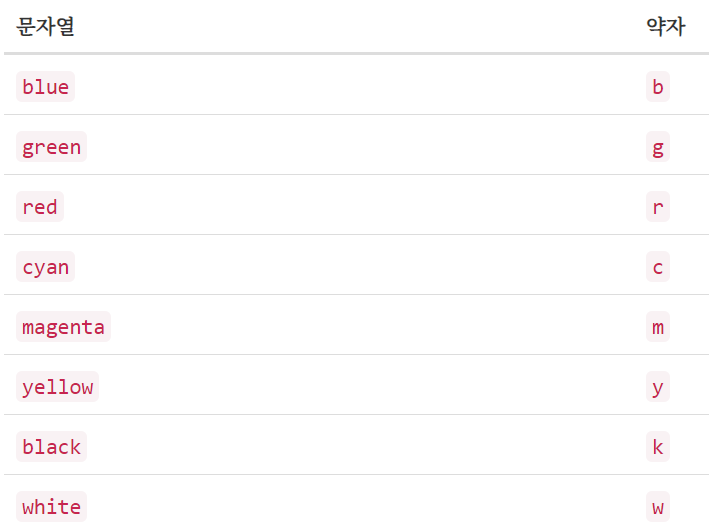 문자열 약자
blue b
green g
red r
cyan c
magenta m
yellow y
black k
white w